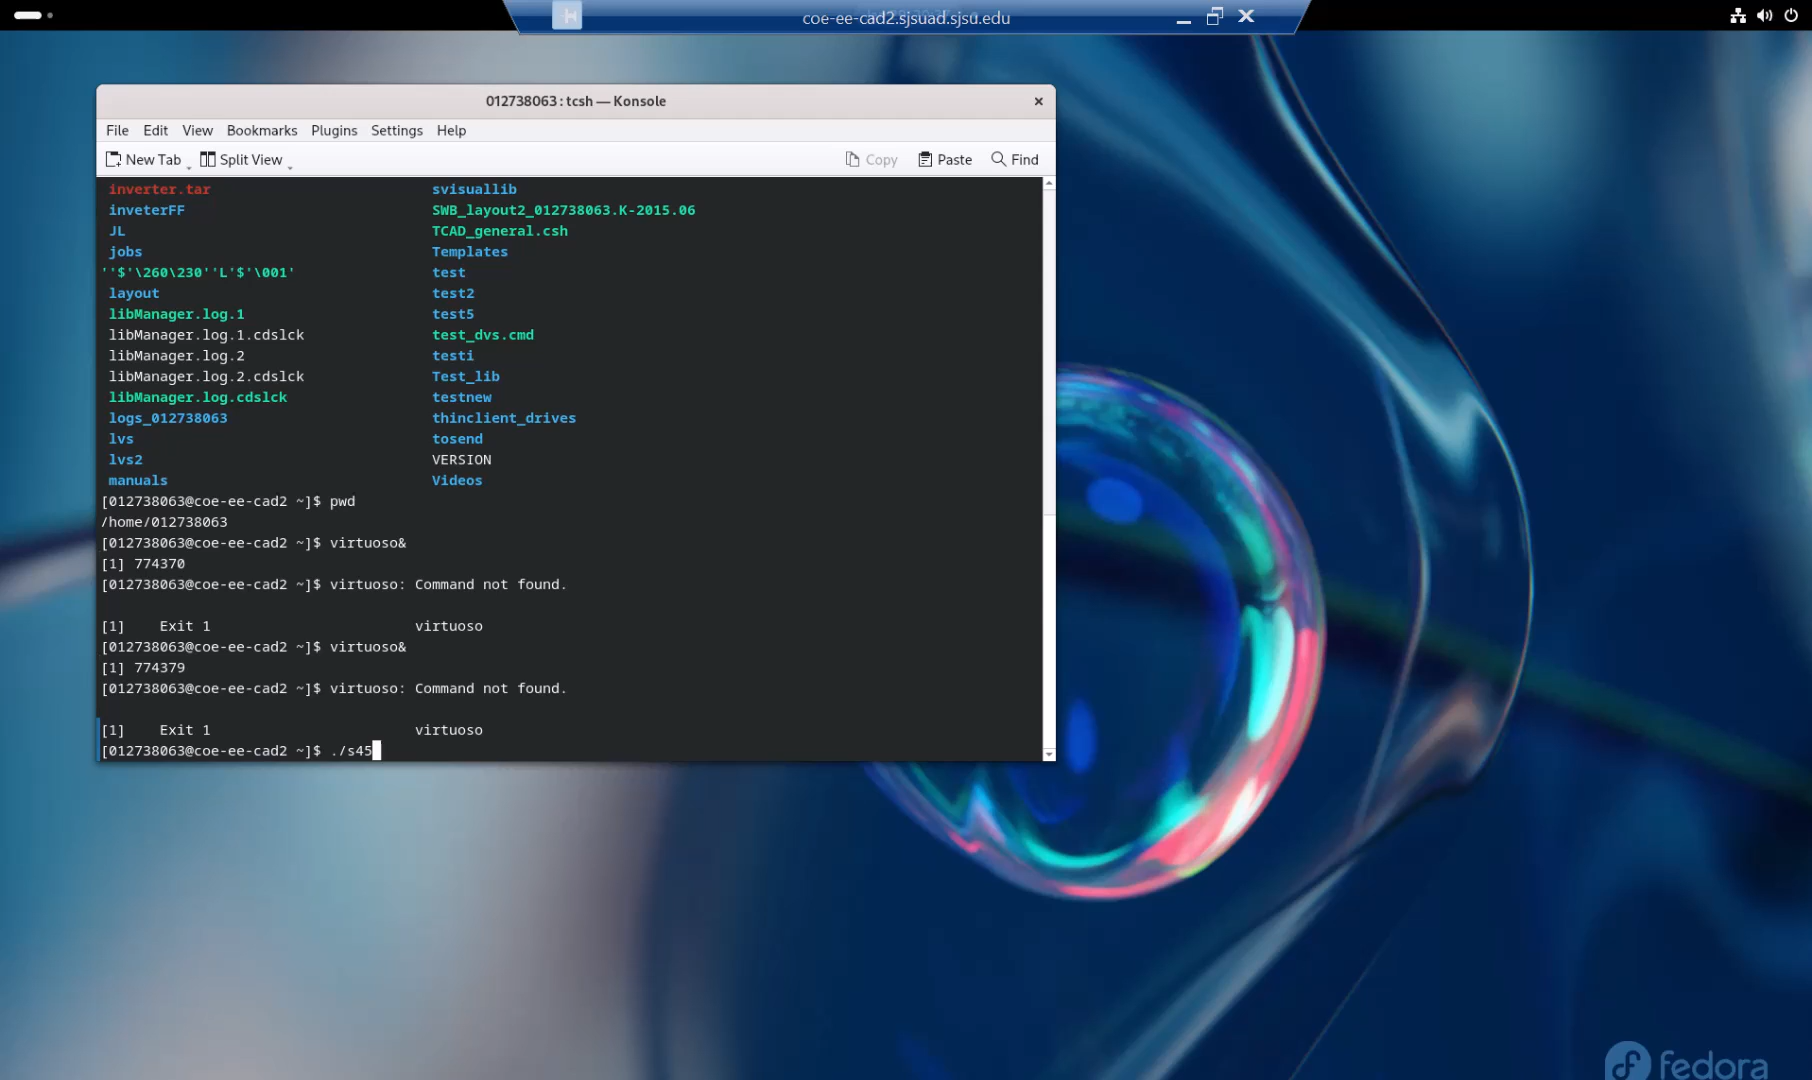 coe-ee-cad2.sjsuad.sjsu.edu
012738063 : tcsh — Konsole
File Edit View Bookmarks Plugins Settings Help
New Tab Split View Copy Paste Find
inverter.tar svisuallib
inveterFF SWB_layout2_012738063.K-2015.06
JL TCAD_general.csh
jobs Templates
''$'\260\230''L'$'\001' test
layout test2
libManager.log.1 test5
libManager.log.1.cdslck test_dvs.cmd
libManager.log.2 testi
libManager.log.2.cdslck Test_lib
libManager.log.cdslck testnew
logs_012738063 thinclient_drives
lvs tosend
lvs2 VERSION
manuals Videos
[012738063@coe-ee-cad2 ~]$ pwd
/home/012738063
[012738063@coe-ee-cad2 ~]$ virtuoso&
[1] 774370
[012738063@coe-ee-cad2 ~]$ virtuoso: Command not found.
[1] Exit 1 virtuoso
[012738063@coe-ee-cad2 ~]$ virtuoso&
[1] 774379
[012738063@coe-ee-cad2 ~]$ virtuoso: Command not found.
[1] Exit 1 virtuoso
[012738063@coe-ee-cad2 ~]$ ./s45
fedora